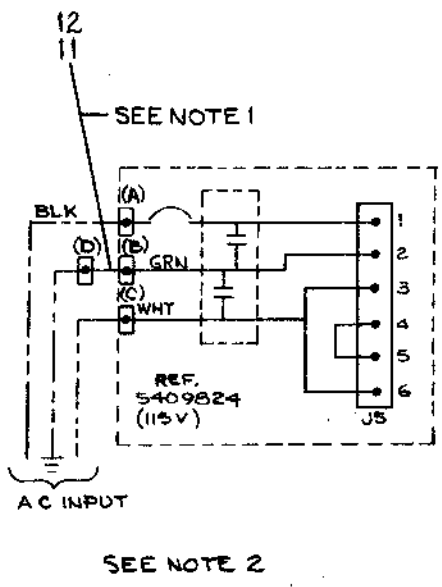 12
11
SEE NOTE 1
(A)
BLK
(D)
(B)
GRN
(C)
WHT
1
2
3
4
5
6
REF.
5409824
(115V)
J5
AC INPUT
SEE NOTE 2